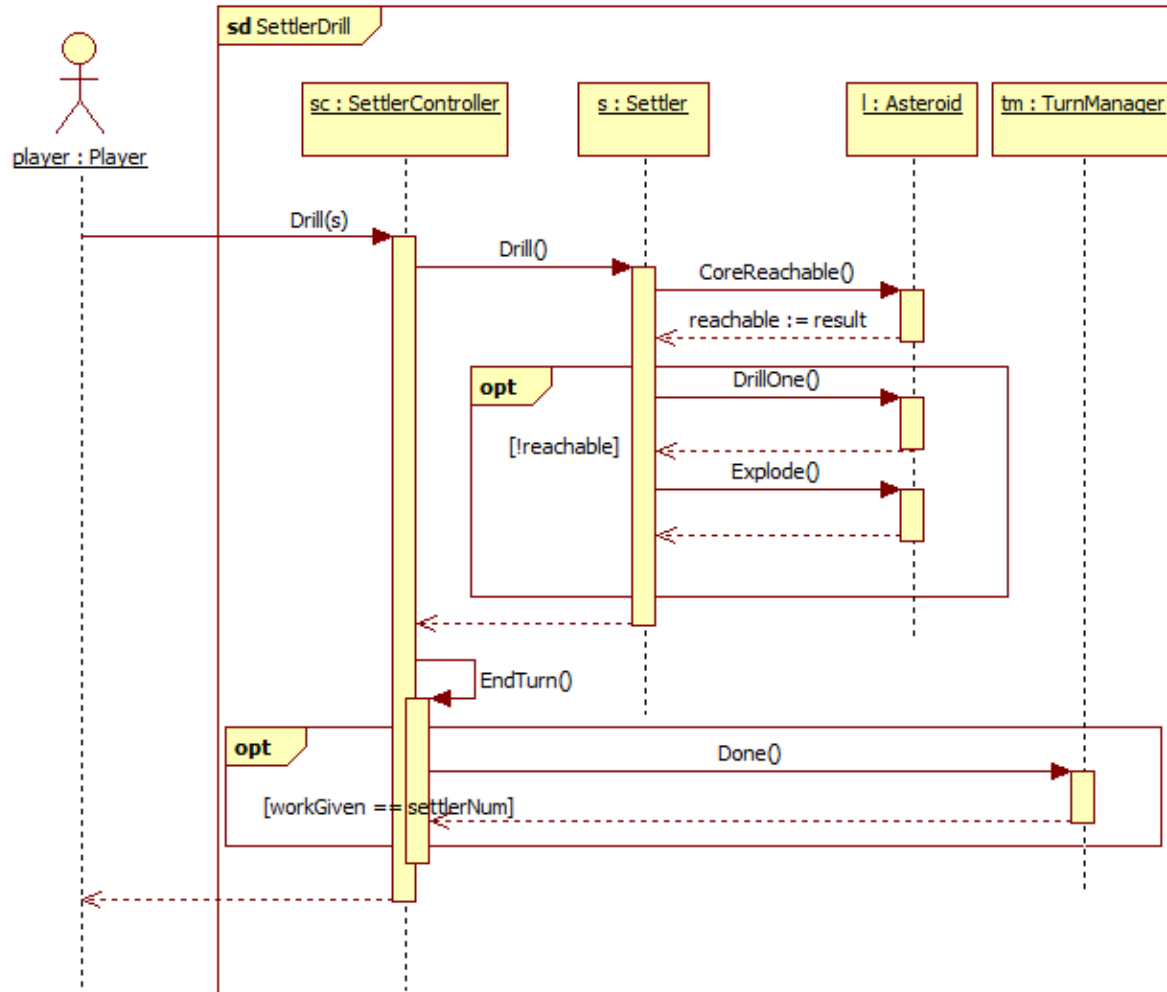 sd SettlerDrill
player : Player
sc : SettlerController
s : Settler
l : Asteroid
tm : TurnManager
Drill(s)
Drill()
CoreReachable()
reachable := result
opt
DrillOne()
[!reachable]
Explode()
EndTurn()
opt
Done()
[workGiven == settlerNum]